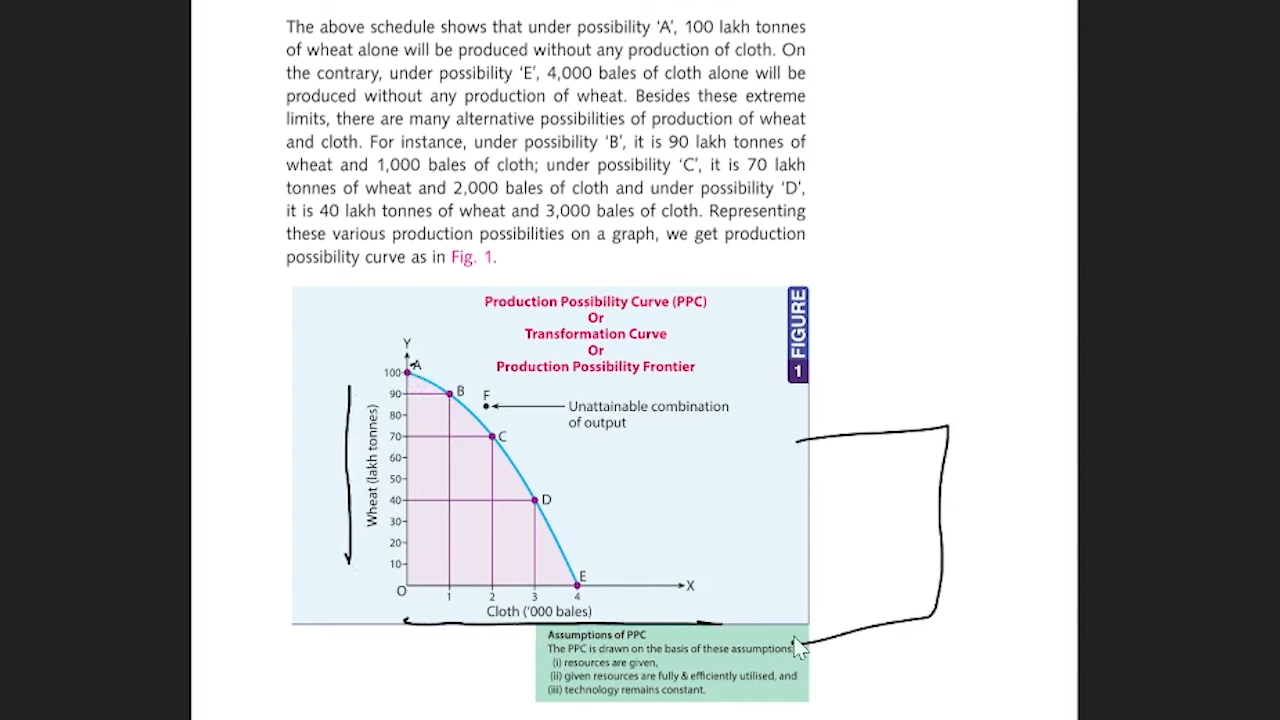 The above schedule shows that under possibility ‘A’, 100 lakh tonnes
of wheat alone will be produced without any production of cloth. On
the contrary, under possibility ‘E’, 4,000 bales of cloth alone will be
produced without any production of wheat. Besides these extreme
limits, there are many alternative possibilities of production of wheat
and cloth. For instance, under possibility ‘B’, it is 90 lakh tonnes of
wheat and 1,000 bales of cloth; under possibility ‘C’, it is 70 lakh
tonnes of wheat and 2,000 bales of cloth and under possibility ‘D’,
it is 40 lakh tonnes of wheat and 3,000 bales of cloth. Representing
these various production possibilities on a graph, we get production
possibility curve as in Fig. 1.
Production Possibility Curve (PPC)
Or
Transformation Curve
Or
Production Possibility Frontier
FIGURE
1
Y
A
100
90
B
F
80
Unattainable combination
of output
70
C
60
50
40
D
30
20
10
Wheat (lakh tonnes)
E
O
X
1
2
3
4
Cloth ('000 bales)
Assumptions of PPC
The PPC is drawn on the basis of these assumptions
(i) resources are given,
(ii) given resources are fully & efficiently utilised, and
(iii) technology remains constant.